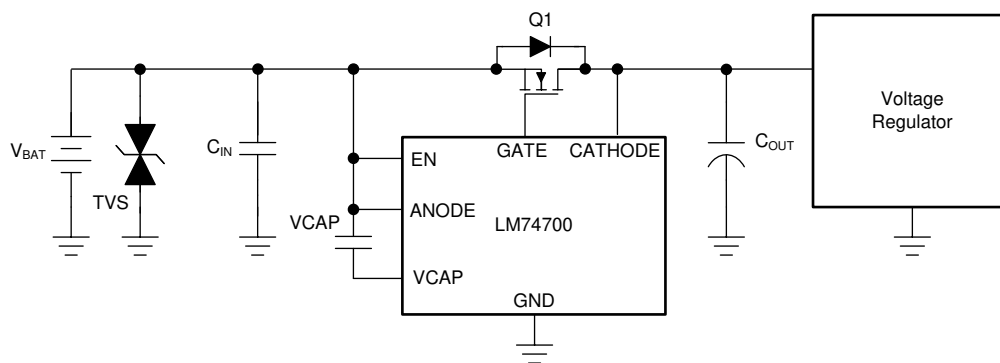 Q1
Voltage
Regulator
V_BAT
TVS
C_IN
VCAP
EN
ANODE
VCAP
GATE
CATHODE
LM74700
GND
C_OUT